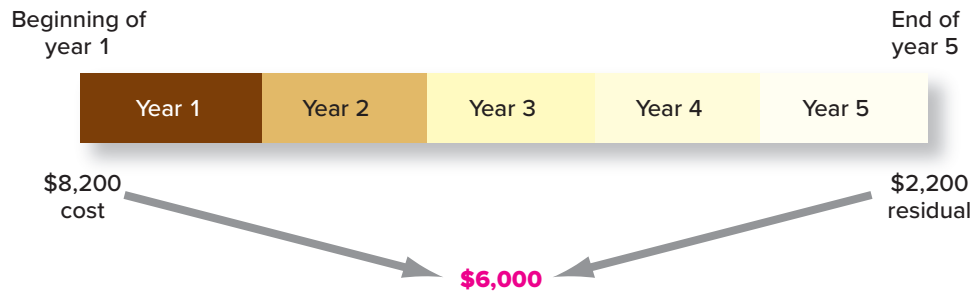 Beginning of
year 1
End of
year 5
Year 1
Year 2
Year 3
Year 4
Year 5
$8,200
cost
$2,200
residual
$6,000